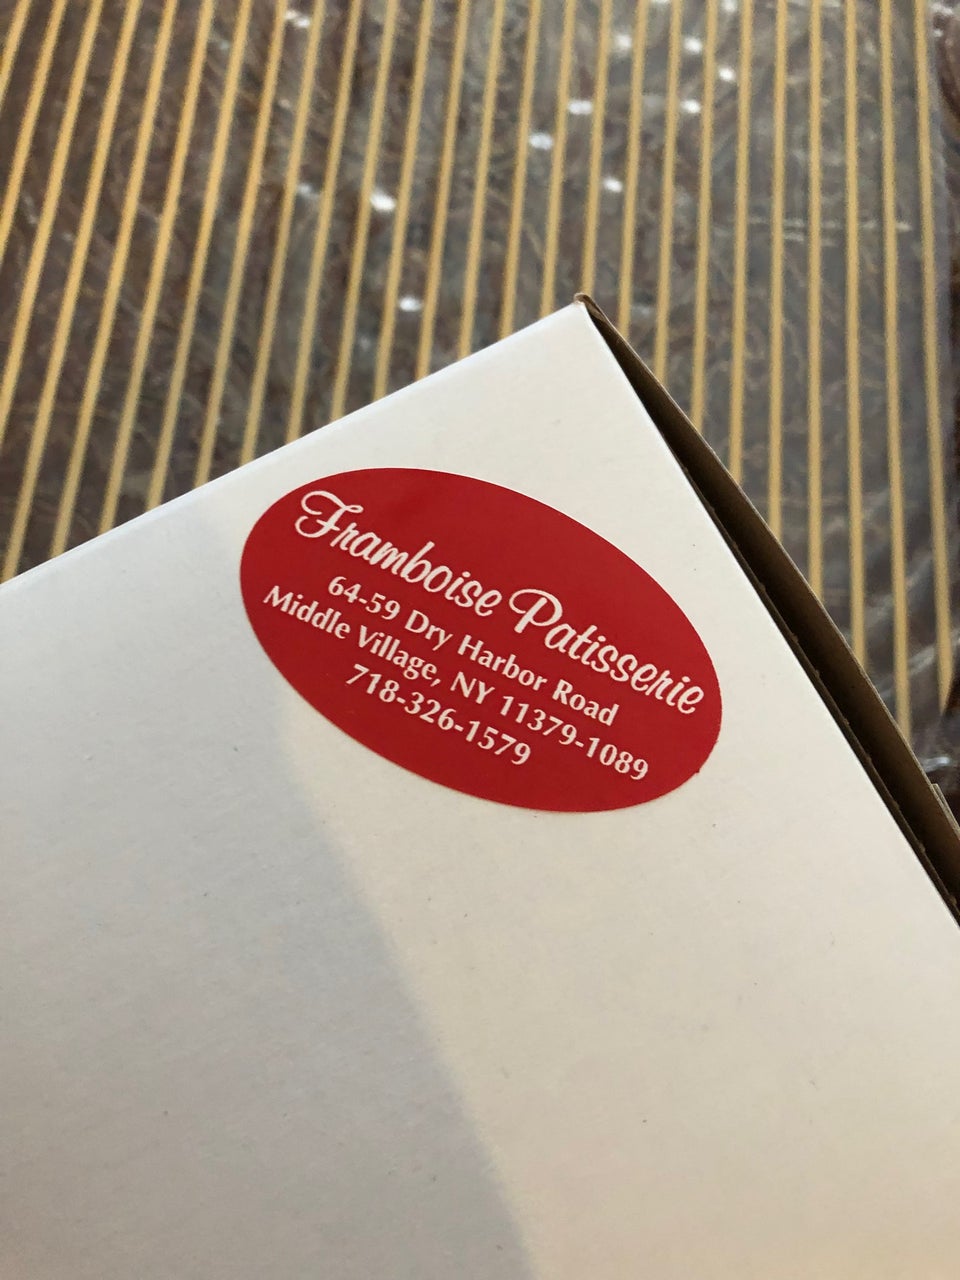 Framboise Patisserie
64-59 Dry Harbor Road
Middle Village, NY 11379-1089
718-326-1579